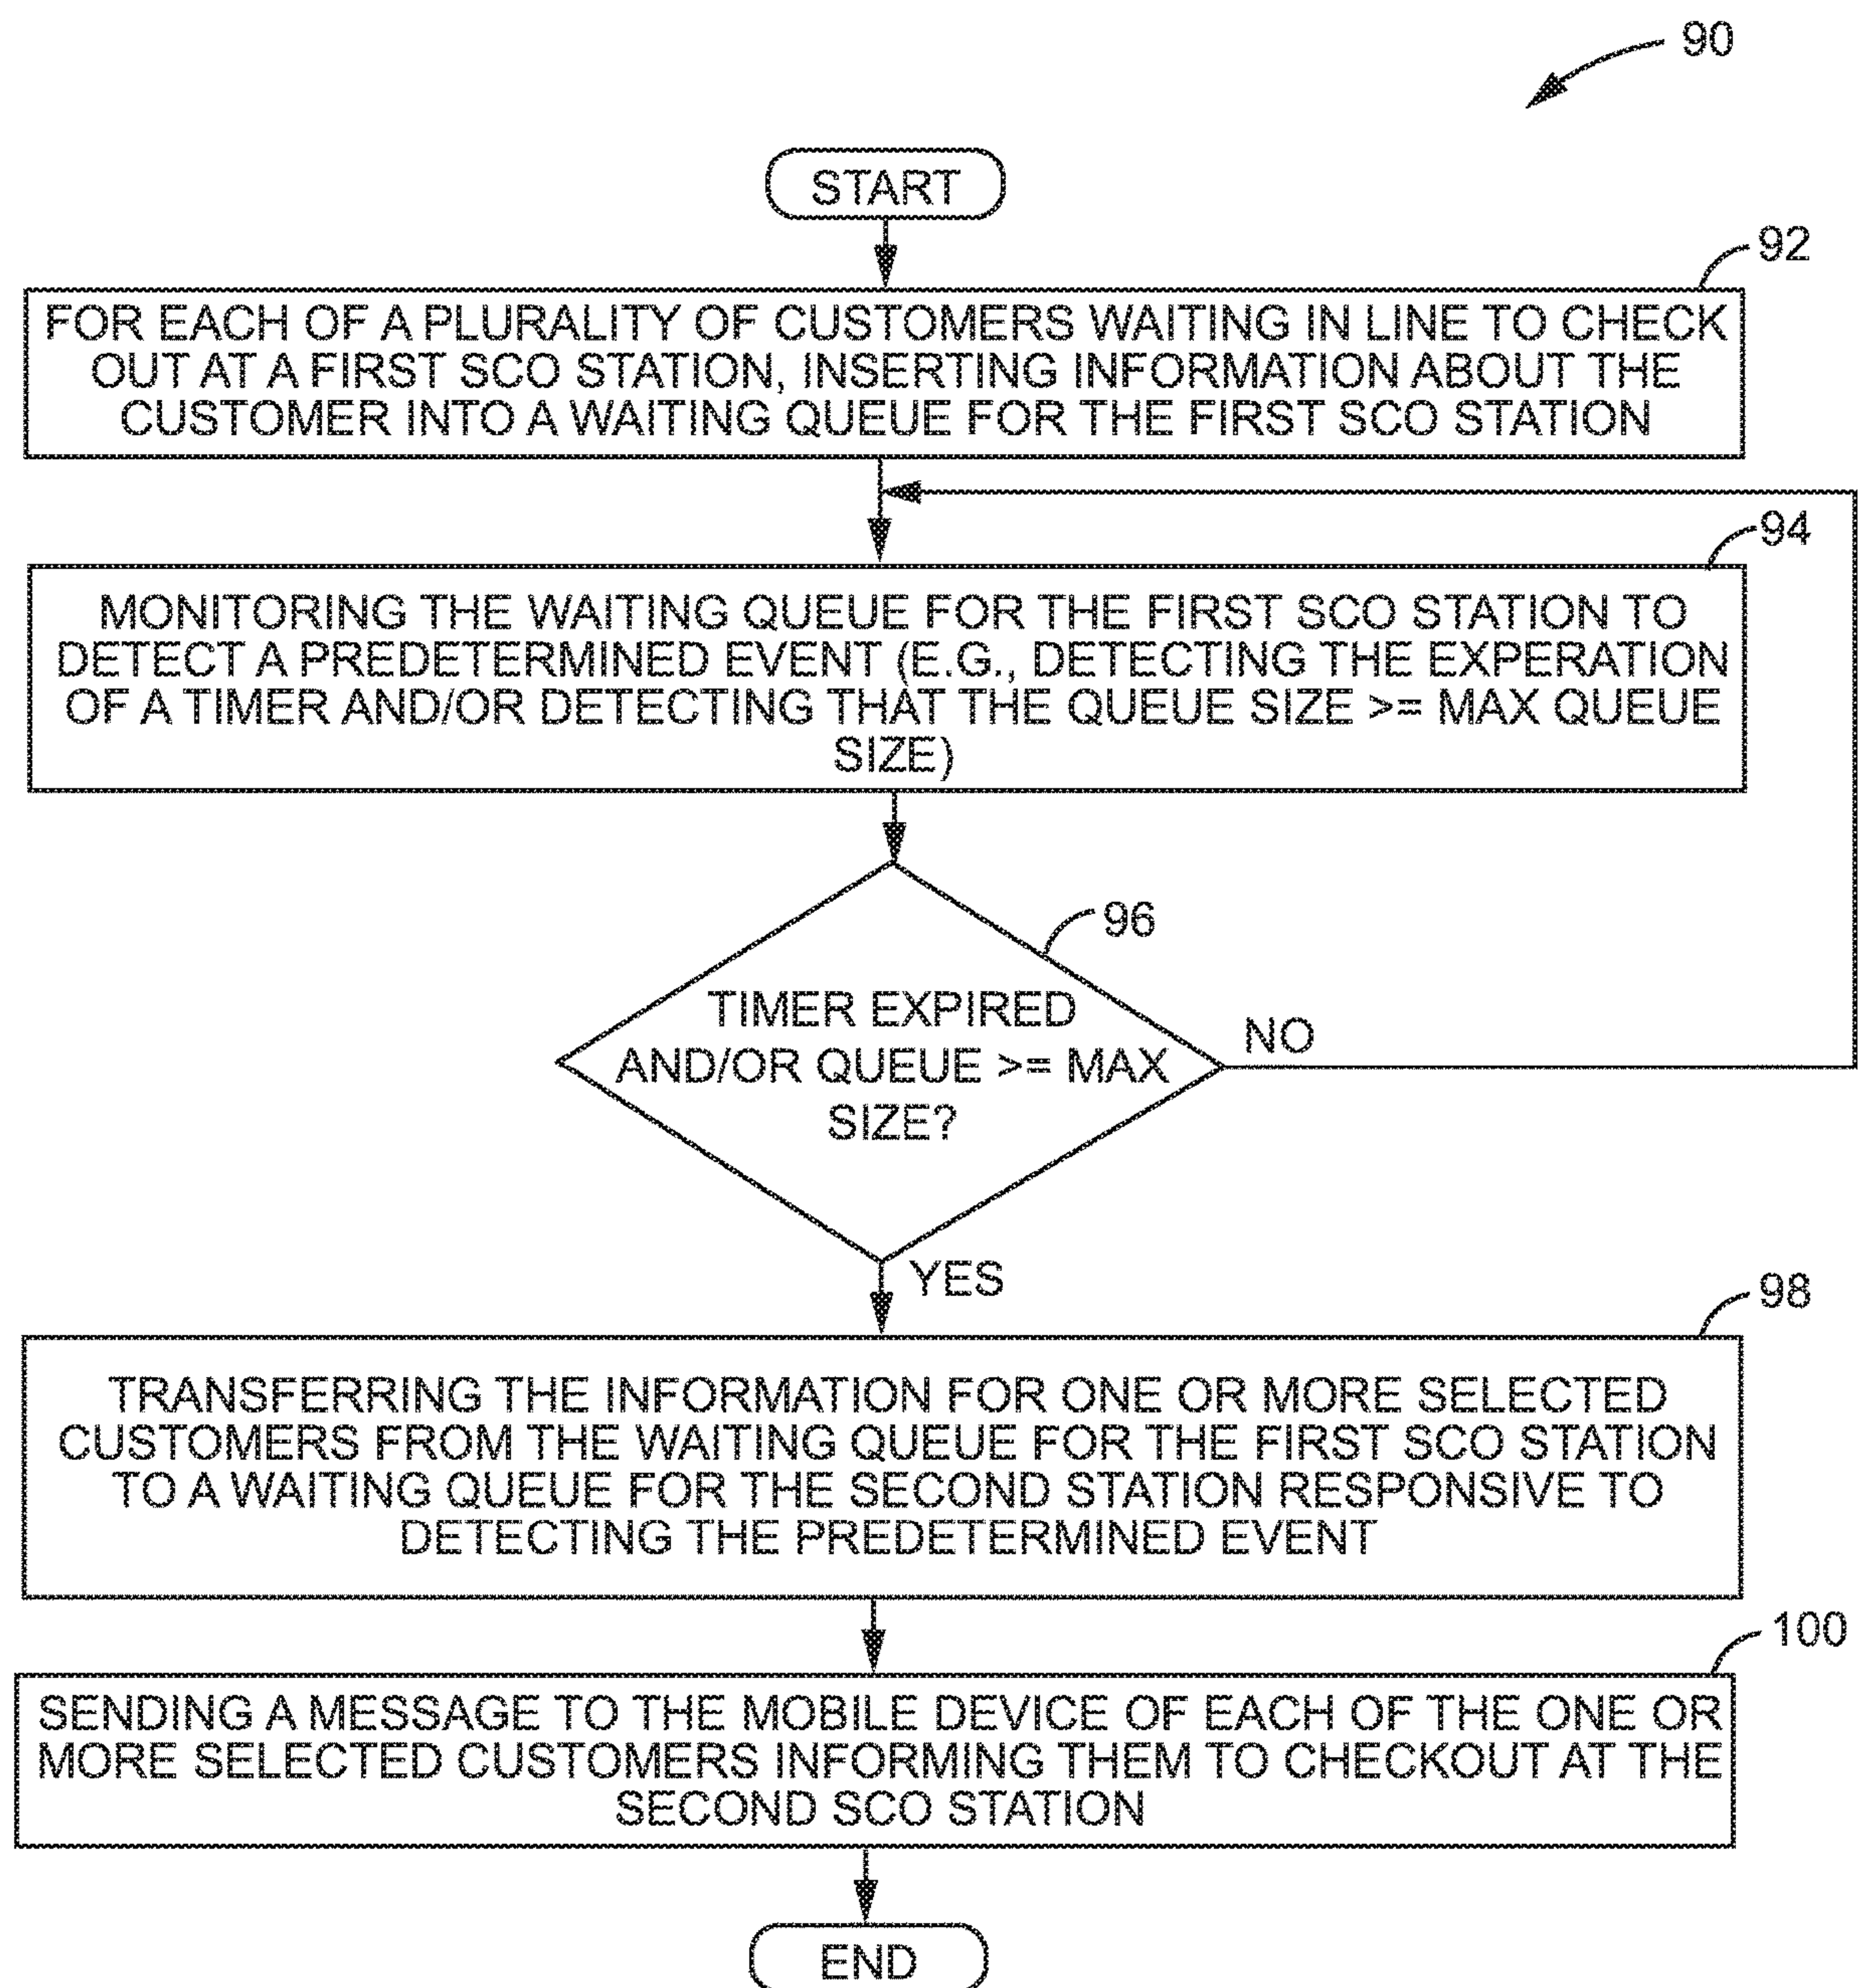 90
START
92
FOR EACH OF A PLURALITY OF CUSTOMERS WAITING IN LINE TO CHECK
OUT AT A FIRST SCO STATION, INSERTING INFORMATION ABOUT THE
CUSTOMER INTO A WAITING QUEUE FOR THE FIRST SCO STATION
94
MONITORING THE WAITING QUEUE FOR THE FIRST SCO STATION TO
DETECT A PREDETERMINED EVENT (E.G., DETECTING THE EXPERATION
OF A TIMER AND/OR DETECTING THAT THE QUEUE SIZE >= MAX QUEUE
SIZE)
96
TIMER EXPIRED
AND/OR QUEUE >= MAX
SIZE?
NO
YES
98
TRANSFERRING THE INFORMATION FOR ONE OR MORE SELECTED
CUSTOMERS FROM THE WAITING QUEUE FOR THE FIRST SCO STATION
TO A WAITING QUEUE FOR THE SECOND STATION RESPONSIVE TO
DETECTING THE PREDETERMINED EVENT
100
SENDING A MESSAGE TO THE MOBILE DEVICE OF EACH OF THE ONE OR
MORE SELECTED CUSTOMERS INFORMING THEM TO CHECKOUT AT THE
SECOND SCO STATION
END